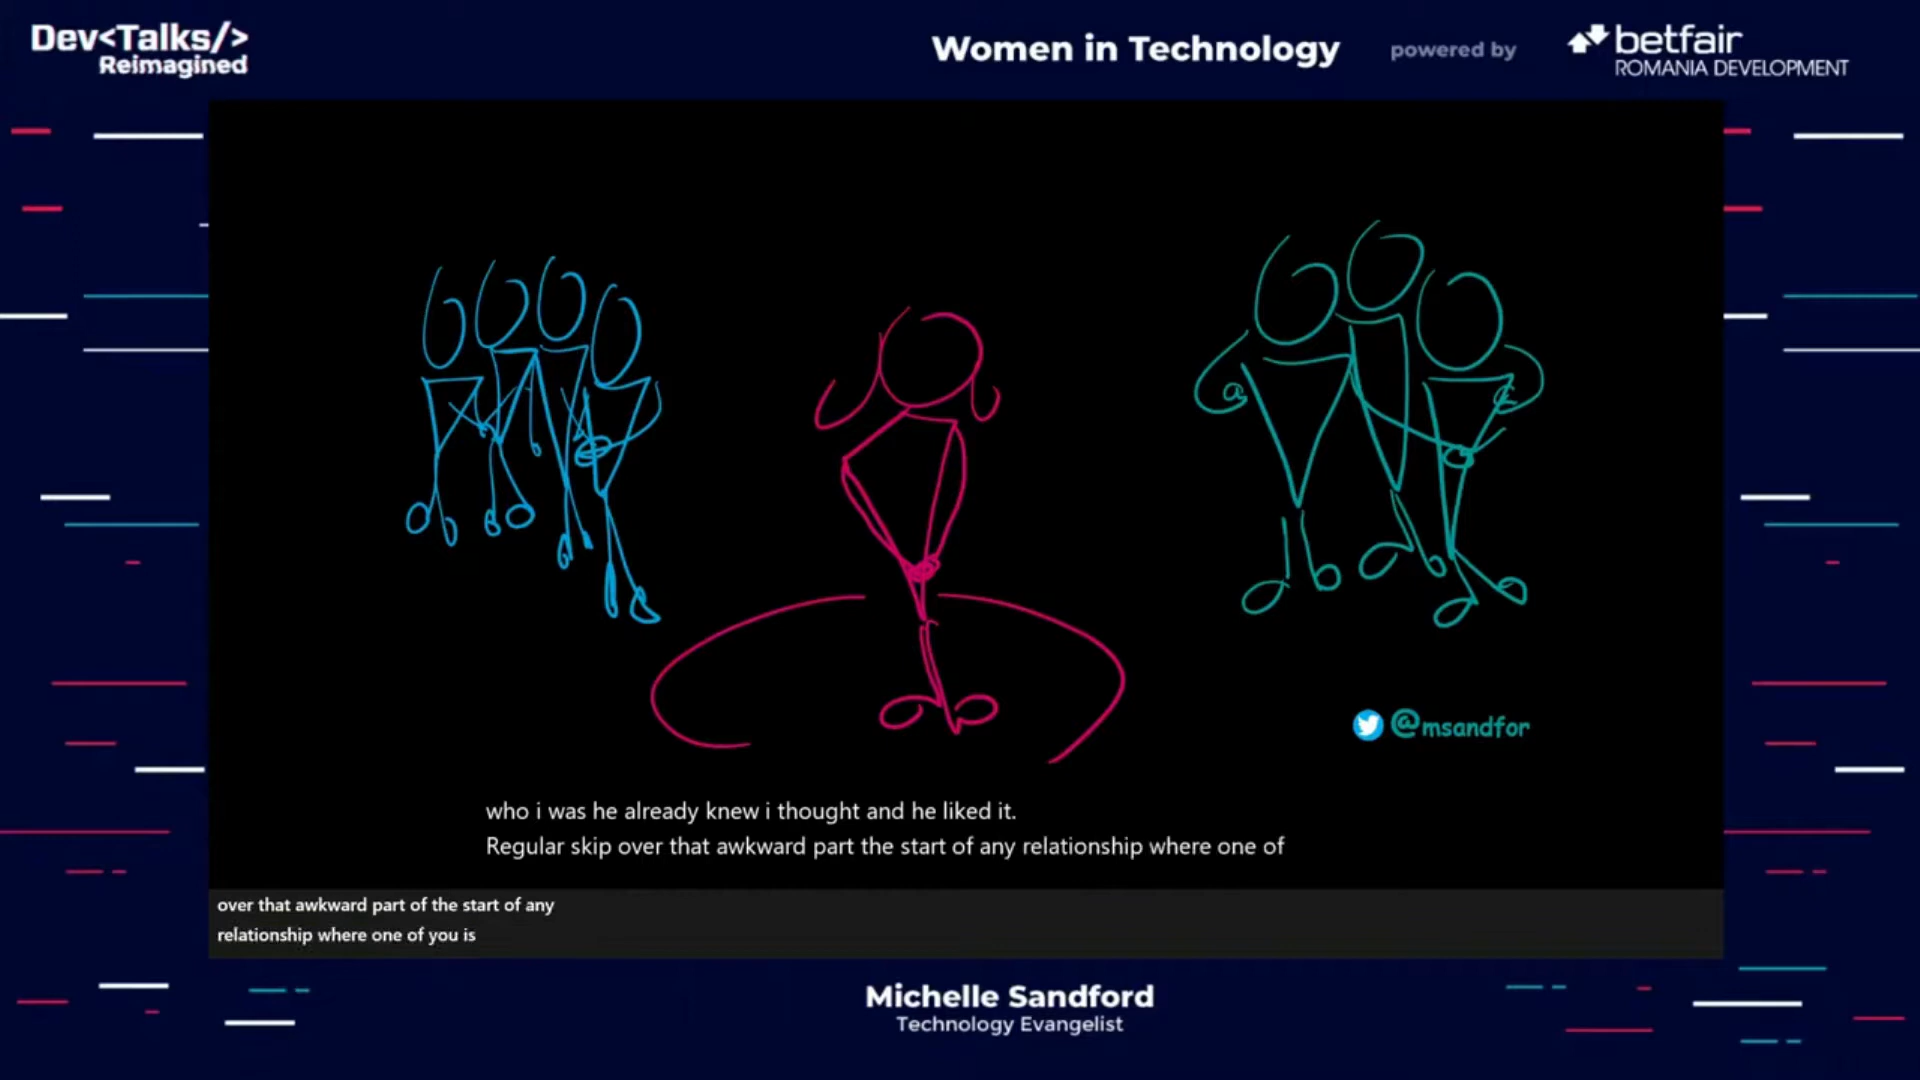 Dev<Talks/>
Reimagined
Women in Technology
powered by
betfair
ROMANIA DEVELOPMENT
@msandfor
who i was he already knew i thought and he liked it.
Regular skip over that awkward part the start of any relationship where one of
over that awkward part of the start of any
relationship where one of you is
Michelle Sandford
Technology Evangelist